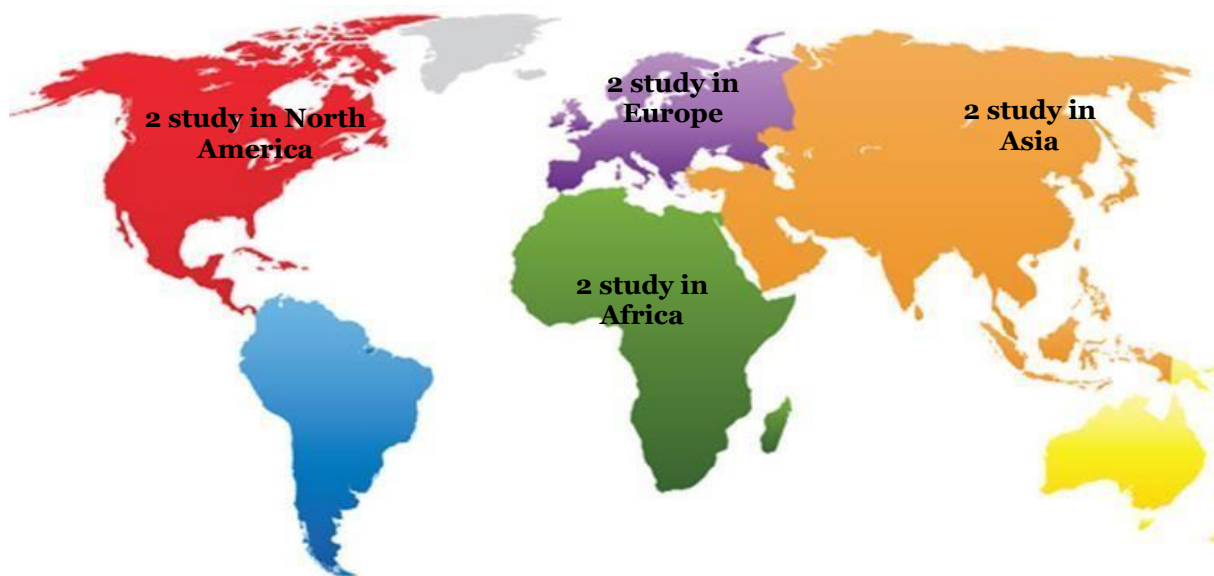 2 study in North
America
2 study in
Europe
2 study in
Asia
2 study in
Africa